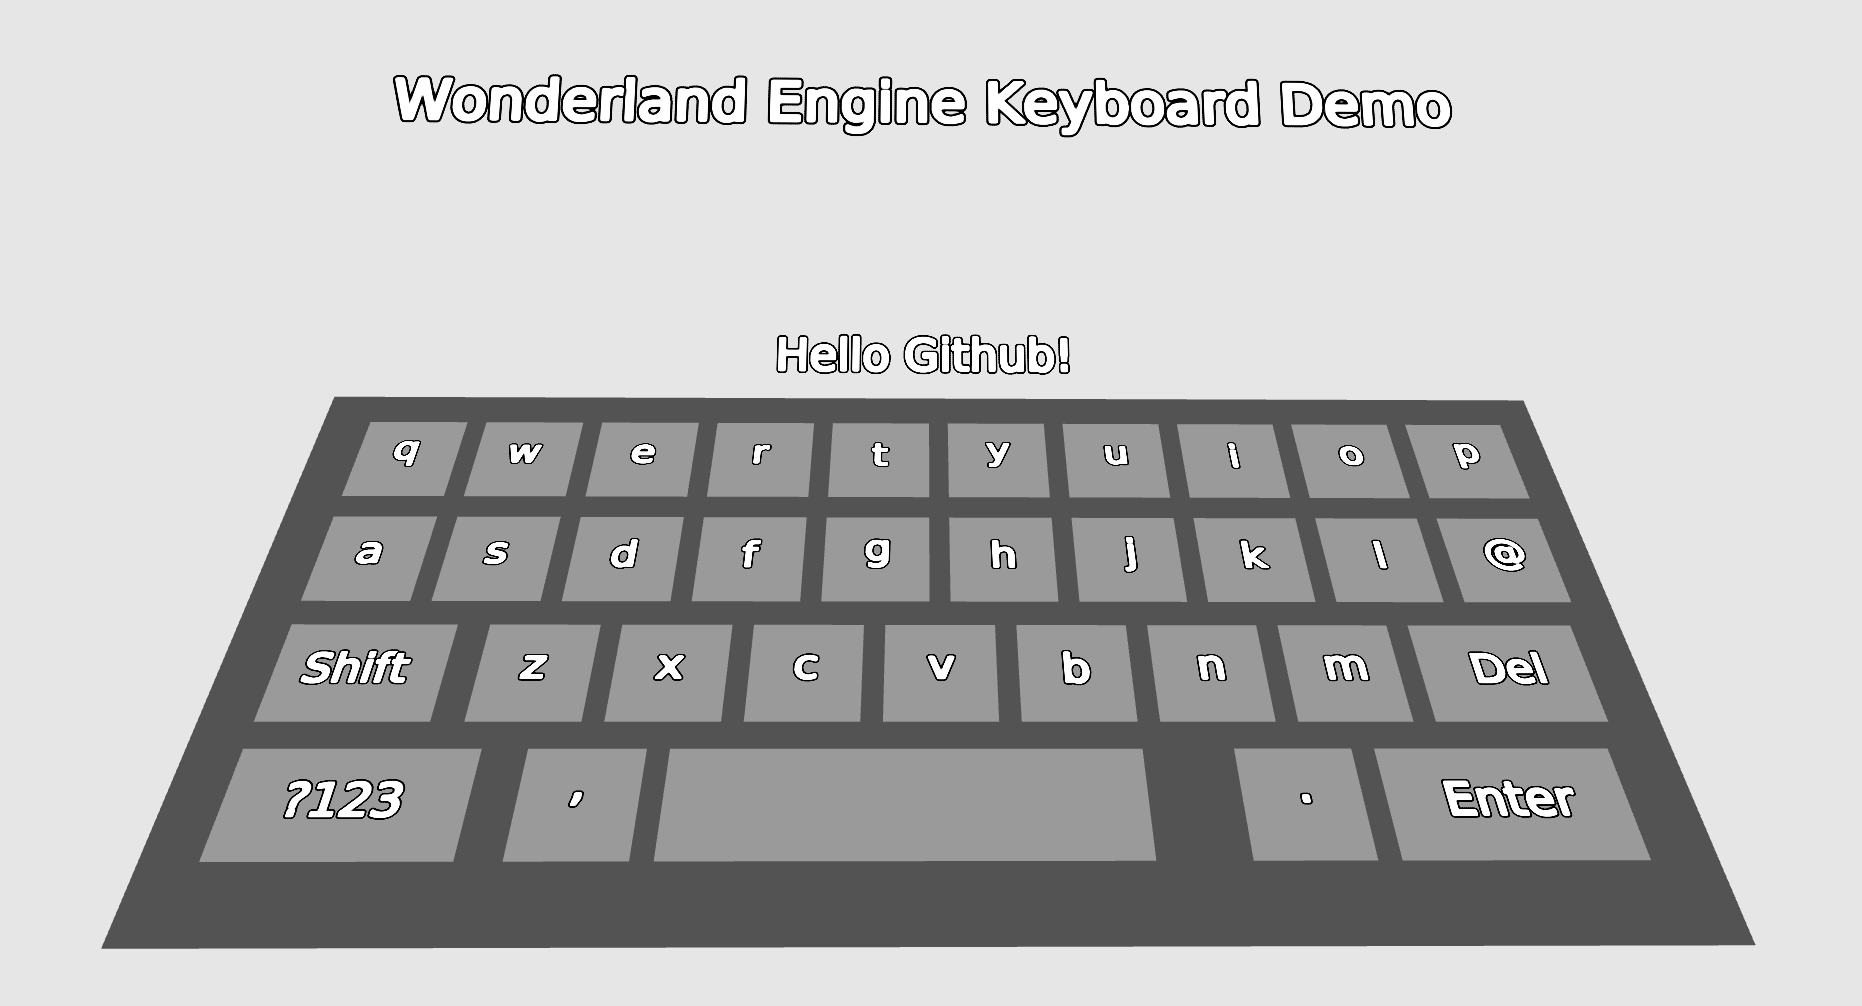 Wonderland Engine Keyboard Demo
Hello Github!
q w e r t y u i o p
a s d f g h j k l @
Shift z x c v b n m Del
?123 , . Enter